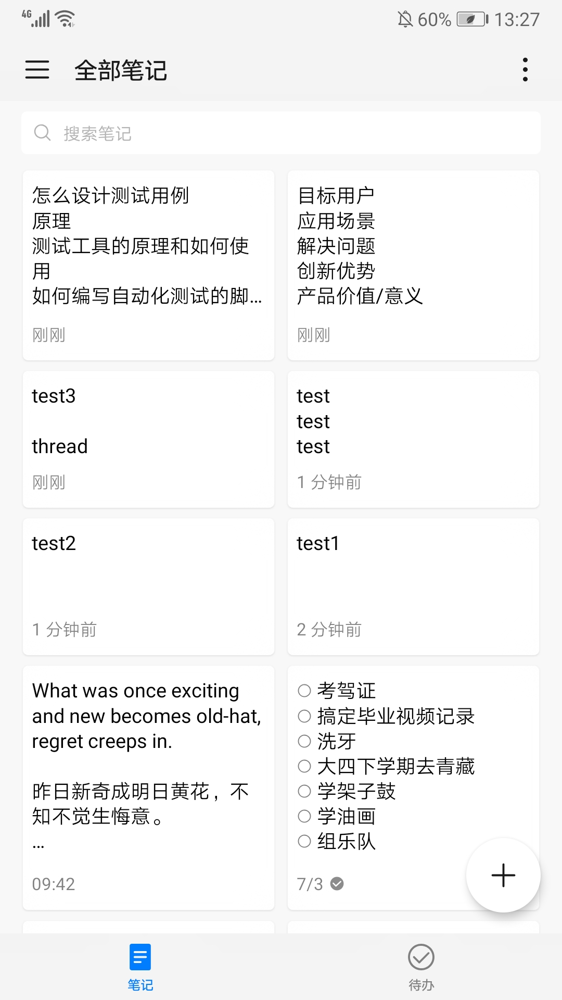 4G 60% 13:27
全部笔记
搜索笔记
怎么设计测试用例
原理
测试工具的原理和如何使
用
如何编写自动化测试的脚...
刚刚
目标用户
应用场景
解决问题
创新优势
产品价值/意义
刚刚
test3
thread
刚刚
test
test
test
1 分钟前
test2
1 分钟前
test1
2 分钟前
What was once exciting
and new becomes old-hat,
regret creeps in.
昨日新奇成明日黄花，不
知不觉生悔意。
...
09:42
考驾证
搞定毕业视频记录
洗牙
大四下学期去青藏
学架子鼓
学油画
组乐队
7/3
笔记
待办